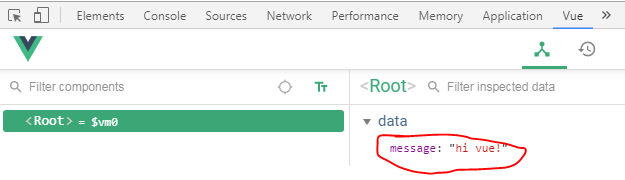 Elements Console Sources Network Performance Memory Application Vue »
Filter components
Tт
<Root> Filter inspected data
<Root> = $vm0
data
message: "hi vue!"